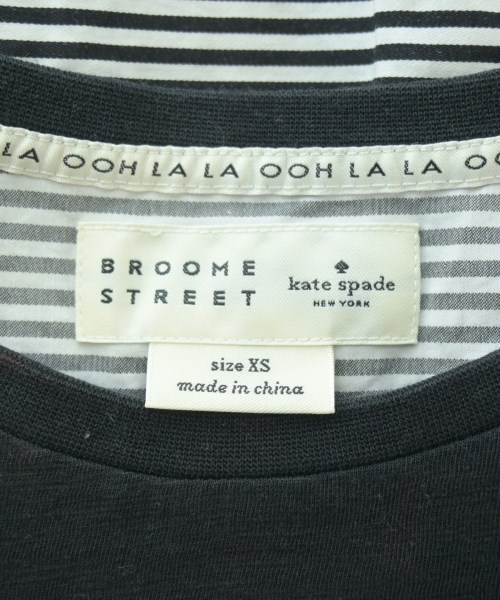 LA OOH LA LA OOH LA LA OO
BROOME STREET
kate spade
NEW YORK
size XS
made in china